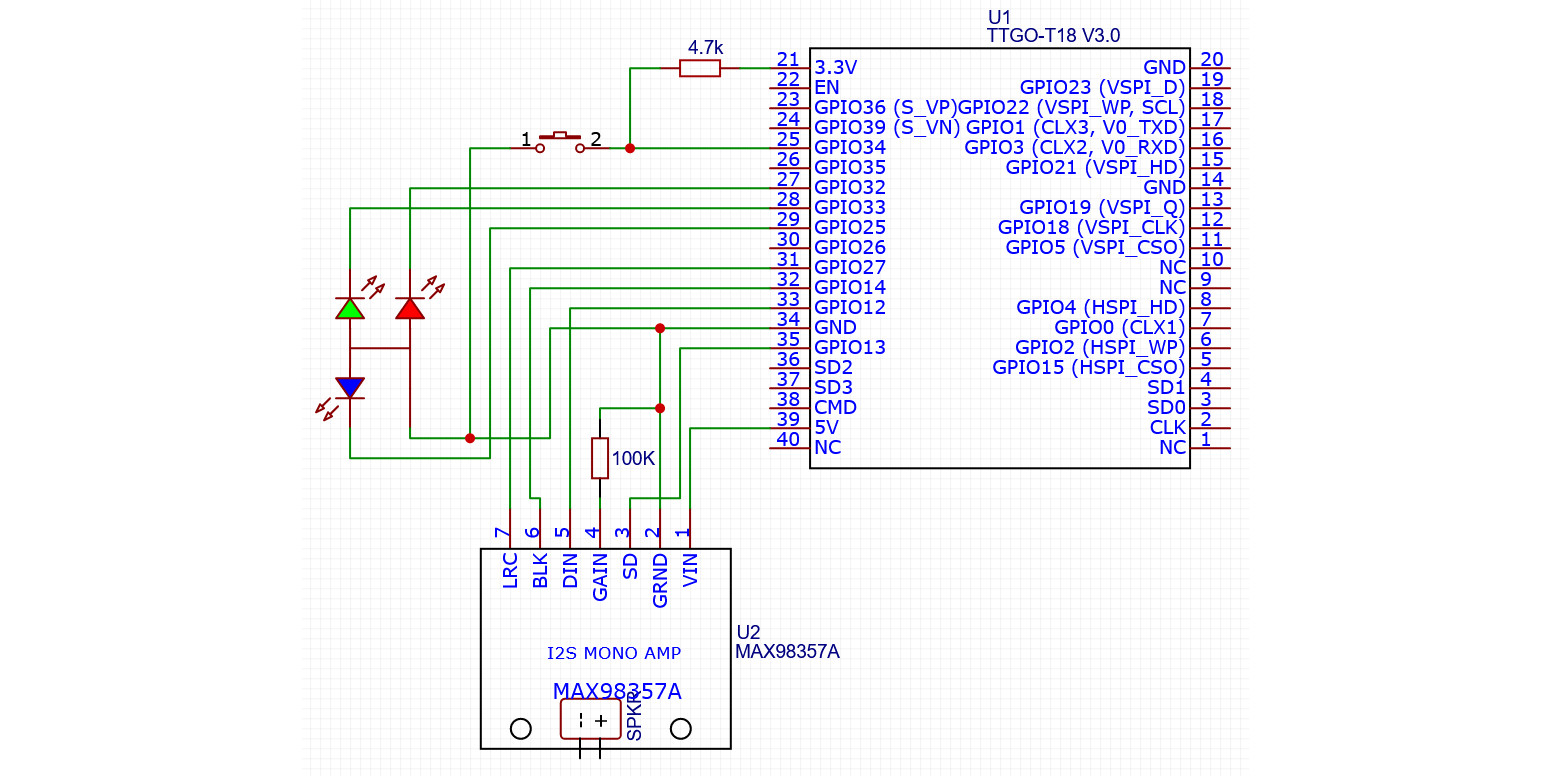 U1
TTGO-T18 V3.0
4.7k
1 2
21 3.3V GND 20
22 EN GPIO23 (VSPI_D) 19
23 GPIO36 (S_VP) GPIO22 (VSPI_WP, SCL) 18
24 GPIO39 (S_VN) GPIO1 (CLX3, V0_TXD) 17
25 GPIO34 GPIO3 (CLX2, V0_RXD) 16
26 GPIO35 GPIO21 (VSPI_HD) 15
27 GPIO32 GND 14
28 GPIO33 GPIO19 (VSPI_Q) 13
29 GPIO25 GPIO18 (VSPI_CLK) 12
30 GPIO26 GPIO5 (VSPI_CSO) 11
31 GPIO27 NC 10
32 GPIO14 NC 9
33 GPIO12 GPIO4 (HSPI_HD) 8
34 GND GPIO0 (CLX1) 7
35 GPIO13 GPIO2 (HSPI_WP) 6
36 SD2 GPIO15 (HSPI_CSO) 5
37 SD3 SD1 4
38 CMD SD0 3
39 5V CLK 2
40 NC NC 1
100K
7 6 5 4 3 2 1
LRC BLK DIN GAIN SD GRND VIN
U2
MAX98357A
I2S MONO AMP
MAX98357A
SPKR
-- +